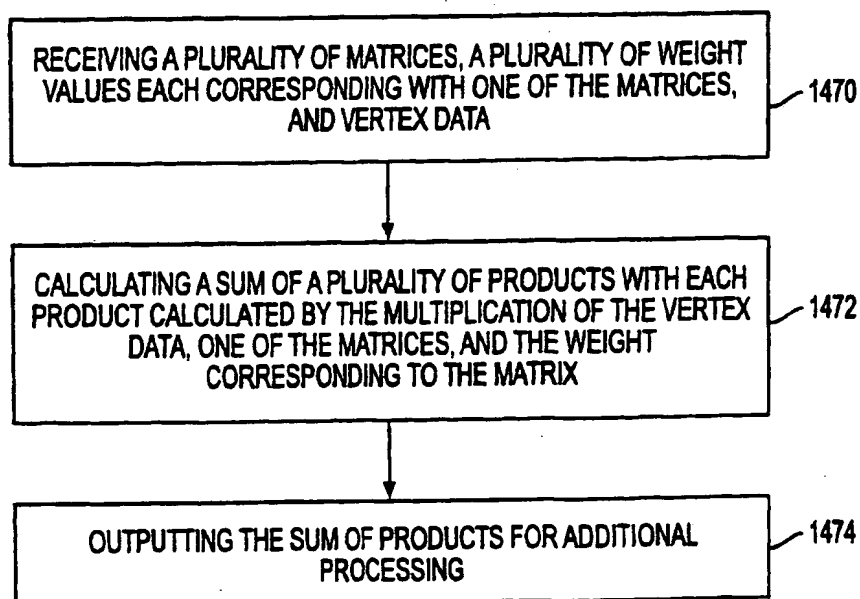 RECEIVING A PLURALITY OF MATRICES, A PLURALITY OF WEIGHT
VALUES EACH CORRESPONDING WITH ONE OF THE MATRICES,
AND VERTEX DATA
1470
CALCULATING A SUM OF A PLURALITY OF PRODUCTS WITH EACH
PRODUCT CALCULATED BY THE MULTIPLICATION OF THE VERTEX
DATA, ONE OF THE MATRICES, AND THE WEIGHT
CORRESPONDING TO THE MATRIX
1472
OUTPUTTING THE SUM OF PRODUCTS FOR ADDITIONAL
PROCESSING
1474